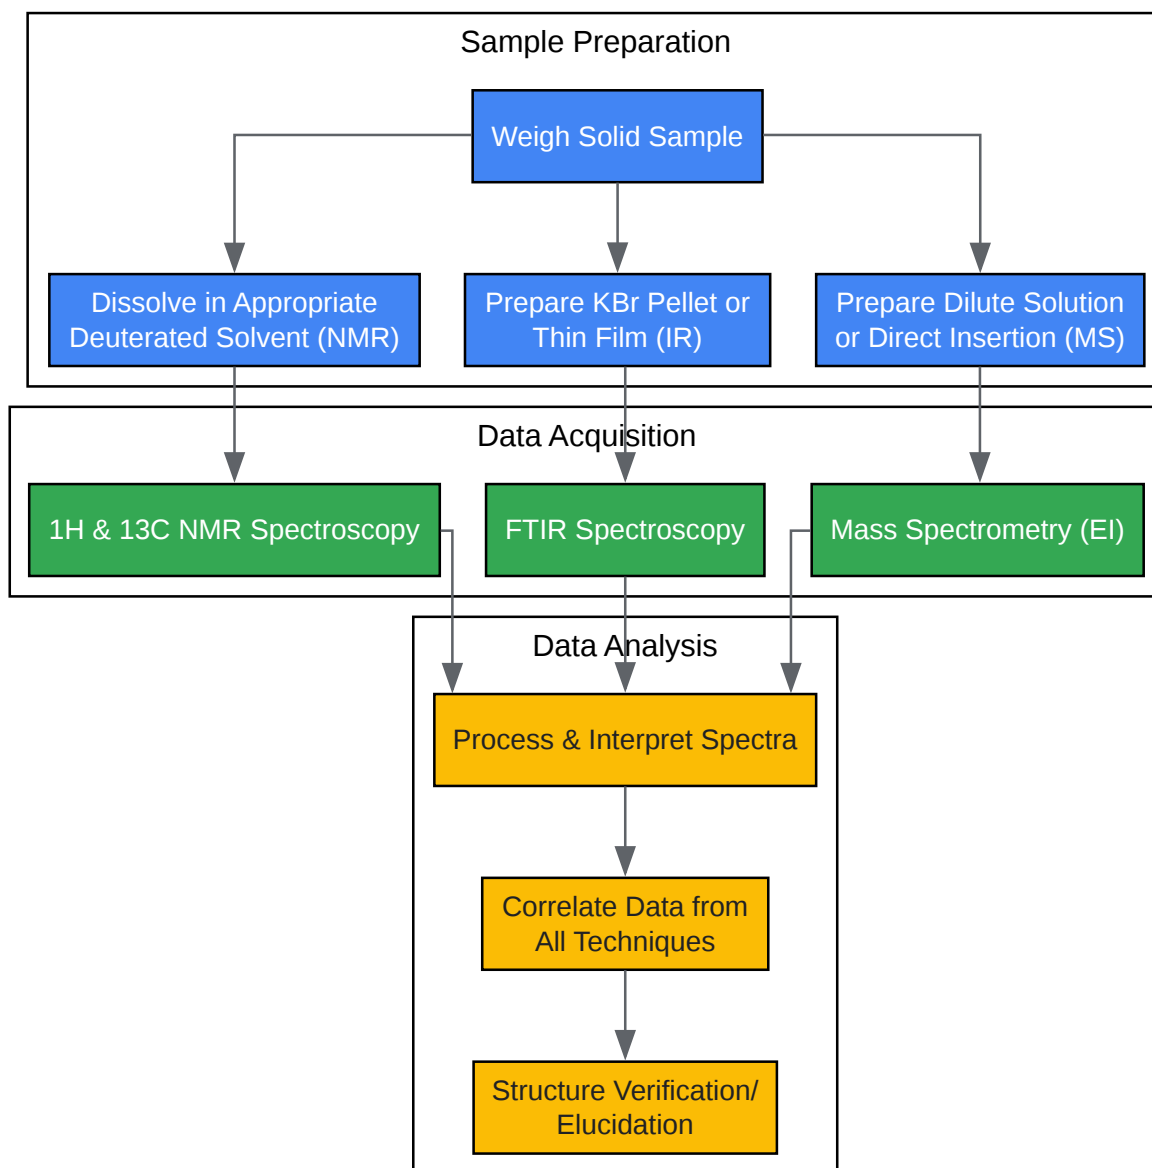 Sample Preparation
Weigh Solid Sample
Dissolve in Appropriate
Deuterated Solvent (NMR)
Prepare KBr Pellet or
Thin Film (IR)
Prepare Dilute Solution
or Direct Insertion (MS)
Data Acquisition
1H & 13C NMR Spectroscopy
FTIR Spectroscopy
Mass Spectrometry (EI)
Data Analysis
Process & Interpret Spectra
Correlate Data from
All Techniques
Structure Verification/
Elucidation